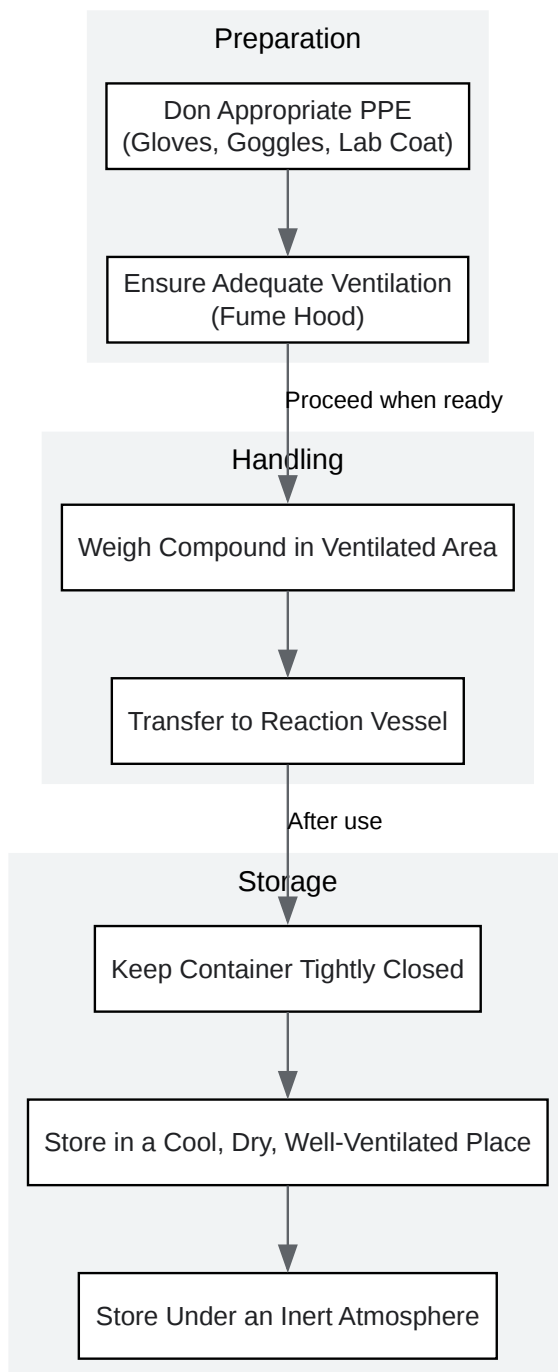 Preparation
Don Appropriate PPE
(Gloves, Goggles, Lab Coat)
Ensure Adequate Ventilation
(Fume Hood)
Proceed when ready
Handling
Weigh Compound in Ventilated Area
Transfer to Reaction Vessel
After use
Storage
Keep Container Tightly Closed
Store in a Cool, Dry, Well-Ventilated Place
Store Under an Inert Atmosphere